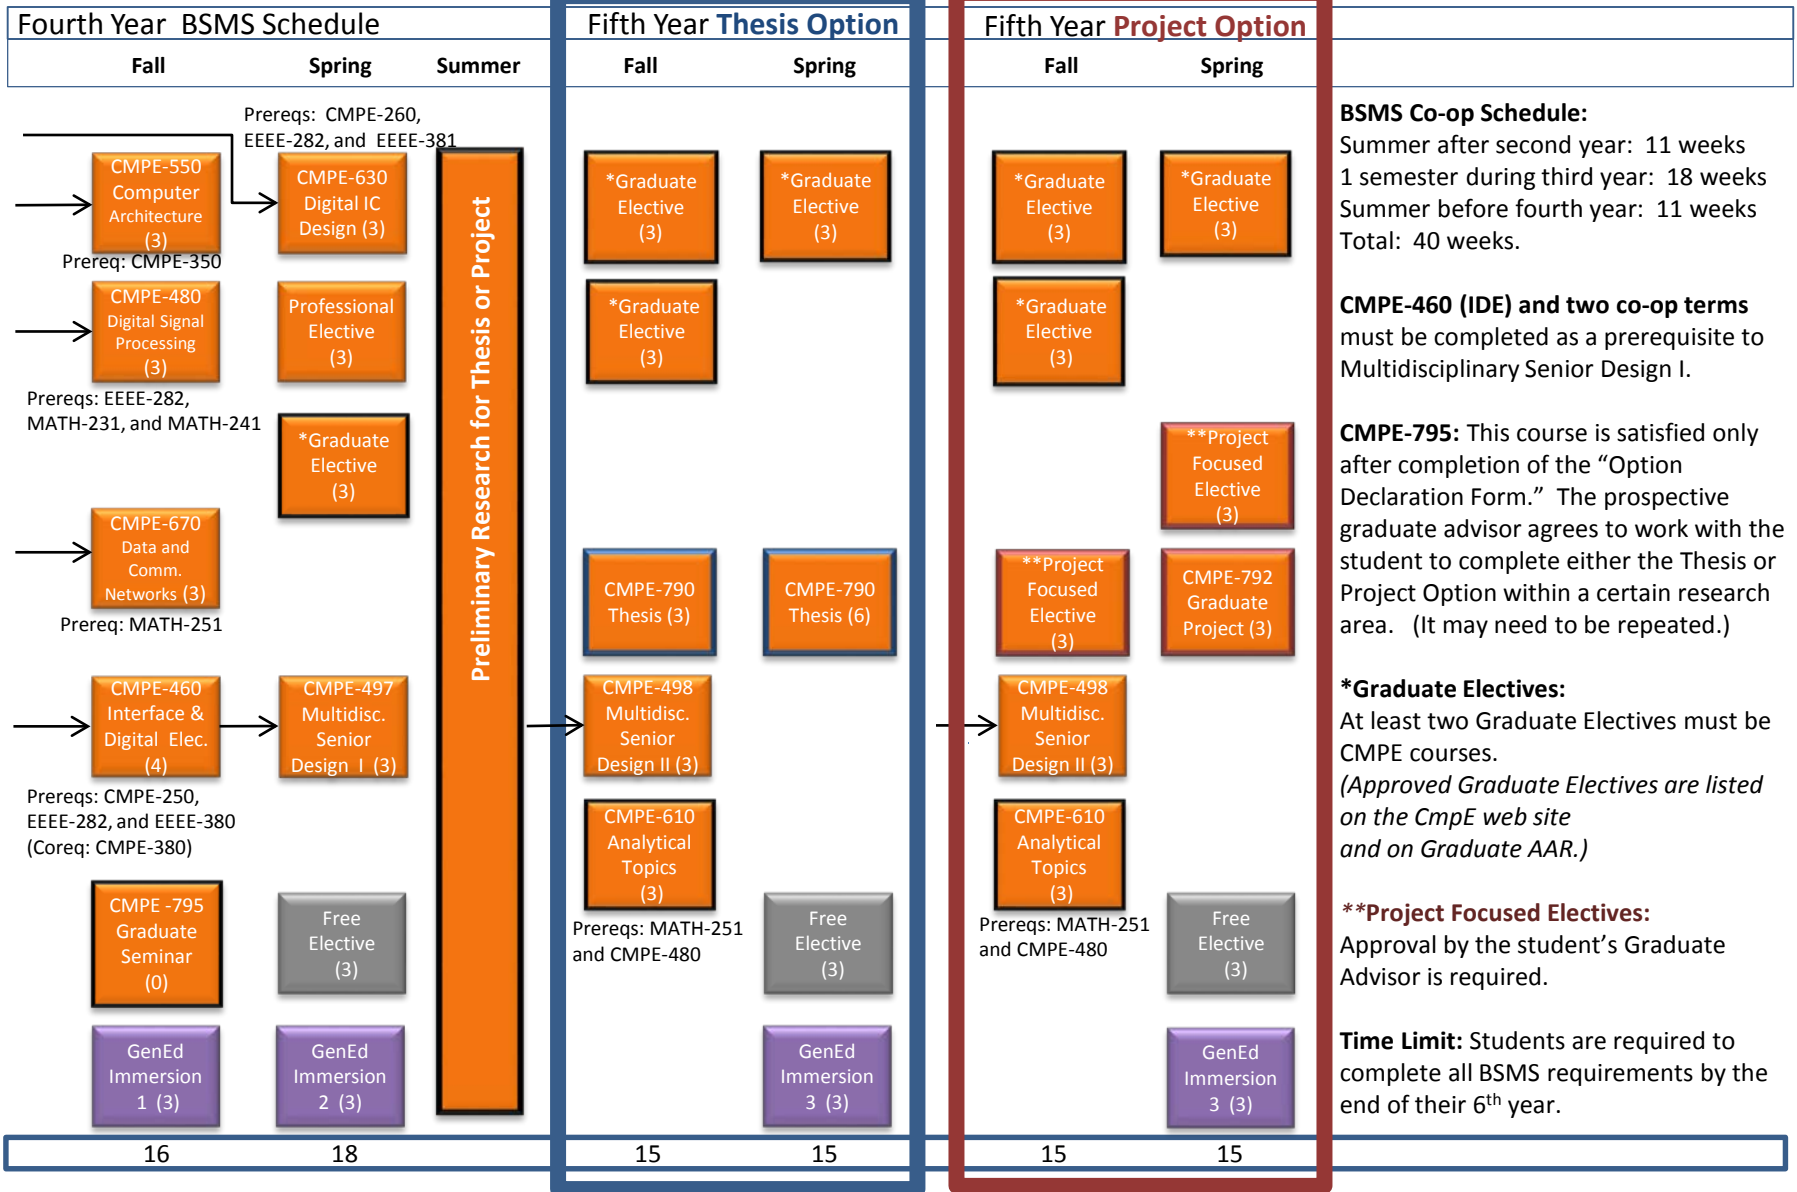 Fourth Year BSMS Schedule
Fall
Spring
Summer
Prereqs: CMPE-260,
EEEE-282, and EEEE-381
CMPE-550
Computer
Architecture
(3)
Prereq: CMPE-350
CMPE-630
Digital IC
Design (3)
CMPE-480
Digital Signal
Processing
(3)
Prereqs: EEEE-282,
MATH-231, and MATH-241
Professional
Elective
(3)
*Graduate
Elective
(3)
CMPE-670
Data and
Comm.
Networks (3)
Prereq: MATH-251
CMPE-460
Interface &
Digital Elec.
(4)
Prereqs: CMPE-250,
EEEE-282, and EEEE-380
(Coreq: CMPE-380)
CMPE-497
Multidisc.
Senior
Design I (3)
CMPE -795
Graduate
Seminar
(0)
Free
Elective
(3)
GenEd
Immersion
1 (3)
GenEd
Immersion
2 (3)
Preliminary Research for Thesis or Project
16
18
Fifth Year Thesis Option
Fall
Spring
*Graduate
Elective
(3)
*Graduate
Elective
(3)
*Graduate
Elective
(3)
CMPE-790
Thesis (3)
CMPE-790
Thesis (6)
CMPE-498
Multidisc.
Senior
Design II (3)
CMPE-610
Analytical
Topics
(3)
Prereqs: MATH-251
and CMPE-480
Free
Elective
(3)
GenEd
Immersion
3 (3)
15
15
Fifth Year Project Option
Fall
Spring
*Graduate
Elective
(3)
*Graduate
Elective
(3)
*Graduate
Elective
(3)
**Project
Focused
Elective
(3)
**Project
Focused
Elective
(3)
CMPE-792
Graduate
Project (3)
CMPE-498
Multidisc.
Senior
Design II (3)
CMPE-610
Analytical
Topics
(3)
Prereqs: MATH-251
and CMPE-480
Free
Elective
(3)
GenEd
Immersion
3 (3)
15
15
BSMS Co-op Schedule:
Summer after second year: 11 weeks
1 semester during third year: 18 weeks
Summer before fourth year: 11 weeks
Total: 40 weeks.
CMPE-460 (IDE) and two co-op terms
must be completed as a prerequisite to
Multidisciplinary Senior Design I.
CMPE-795: This course is satisfied only
after completion of the “Option
Declaration Form.” The prospective
graduate advisor agrees to work with the
student to complete either the Thesis or
Project Option within a certain research
area. (It may need to be repeated.)
*Graduate Electives:
At least two Graduate Electives must be
CMPE courses.
(Approved Graduate Electives are listed
on the CmpE web site
and on Graduate AAR.)
**Project Focused Electives:
Approval by the student’s Graduate
Advisor is required.
Time Limit: Students are required to
complete all BSMS requirements by the
end of their 6th year.